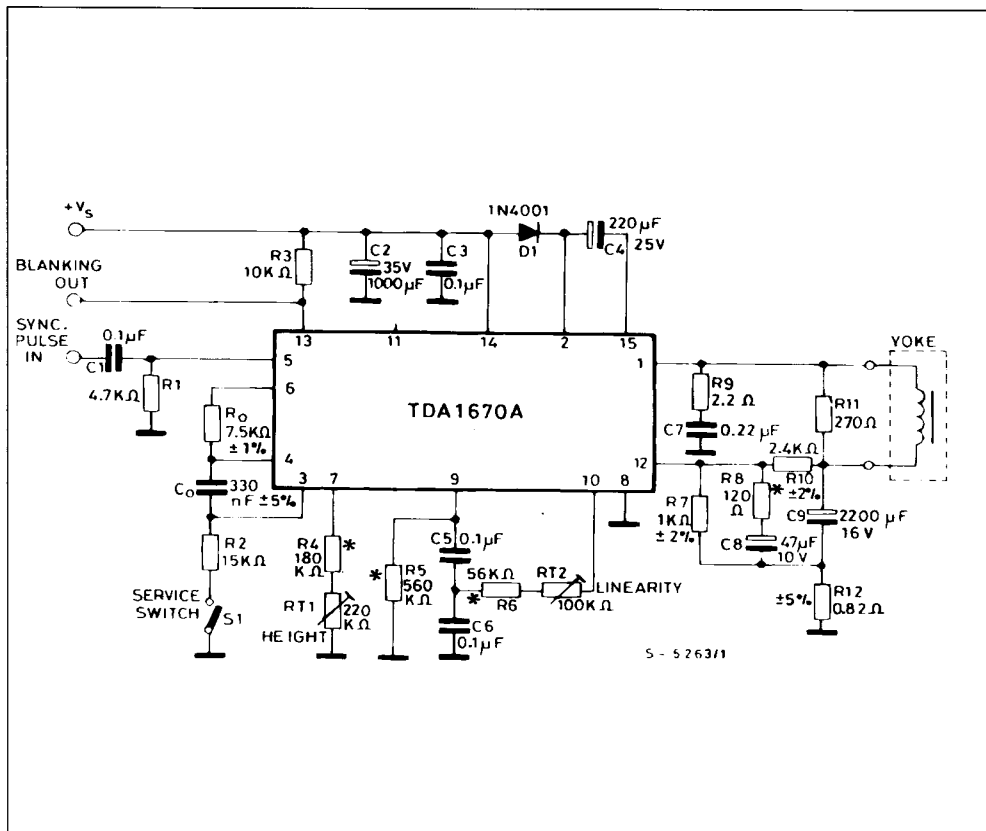 +Vs
BLANKING
OUT
SYNC.
PULSE
IN
0.1µF
C1
4.7KΩ
R1
R3
10KΩ
C2
35V
1000µF
C3
0.1µF
1N4001
D1
220µF
C4
25V
13
11
14
2
15
5
6
4
3
7
9
10
8
1
12
TDA1670A
Ro
7.5KΩ
±1%
Co
330
nF ±5%
R2
15KΩ
SERVICE
SWITCH
S1
R4 *
180
KΩ
RT1
220
KΩ
HEIGHT
* R5
560
KΩ
C5 0.1µF
56KΩ
* R6
RT2
100KΩ
LINEARITY
C6
0.1µF
R9
2.2 Ω
C7 0.22 µF
R11
270Ω
YOKE
2.4KΩ
R10
±2%
R7
1KΩ
±2%
R8 *
120
Ω
C8 47µF
10V
C9 2200 µF
16V
±5% R12
0.82Ω
S - 5263/1